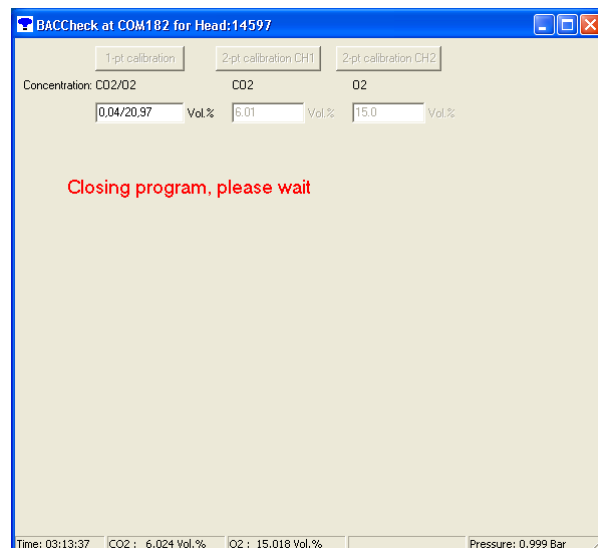 BACCheck at COM182 for Head:14597
1-pt calibration 2-pt calibration CH1 2-pt calibration CH2
Concentration: CO2/O2 CO2 O2
0,04/20,97 Vol.% 6.01 Vol.% 15.0 Vol.%
Closing program, please wait
Time: 03:13:37 CO2 : 6.024 Vol.% O2 : 15.018 Vol.% Pressure: 0.999 Bar